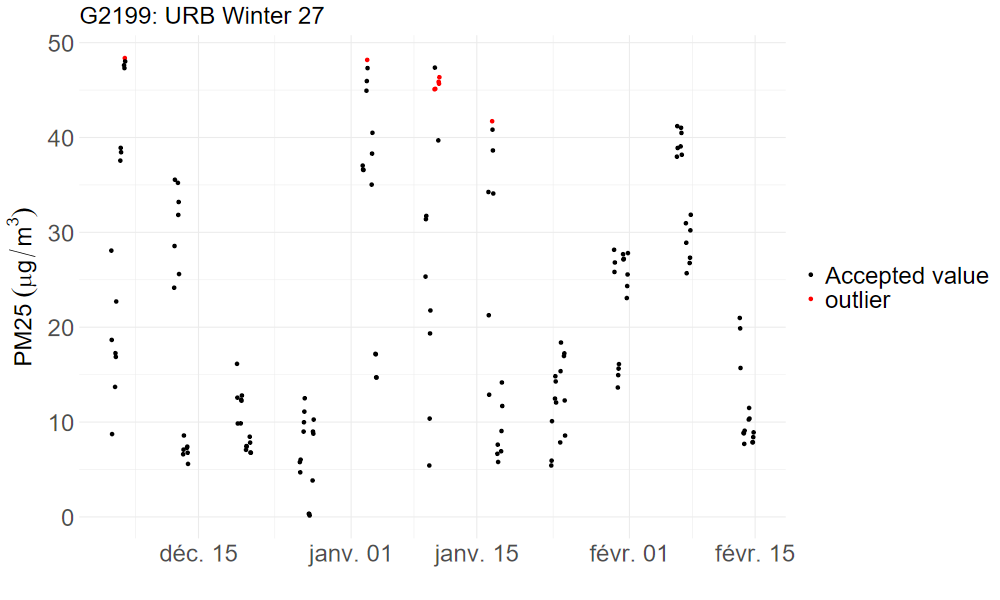 G2199: URB Winter 27
50
40
30
20
10
0
PM25 (μg/m³)
déc. 15
janv. 01
janv. 15
févr. 01
févr. 15
Accepted value
outlier